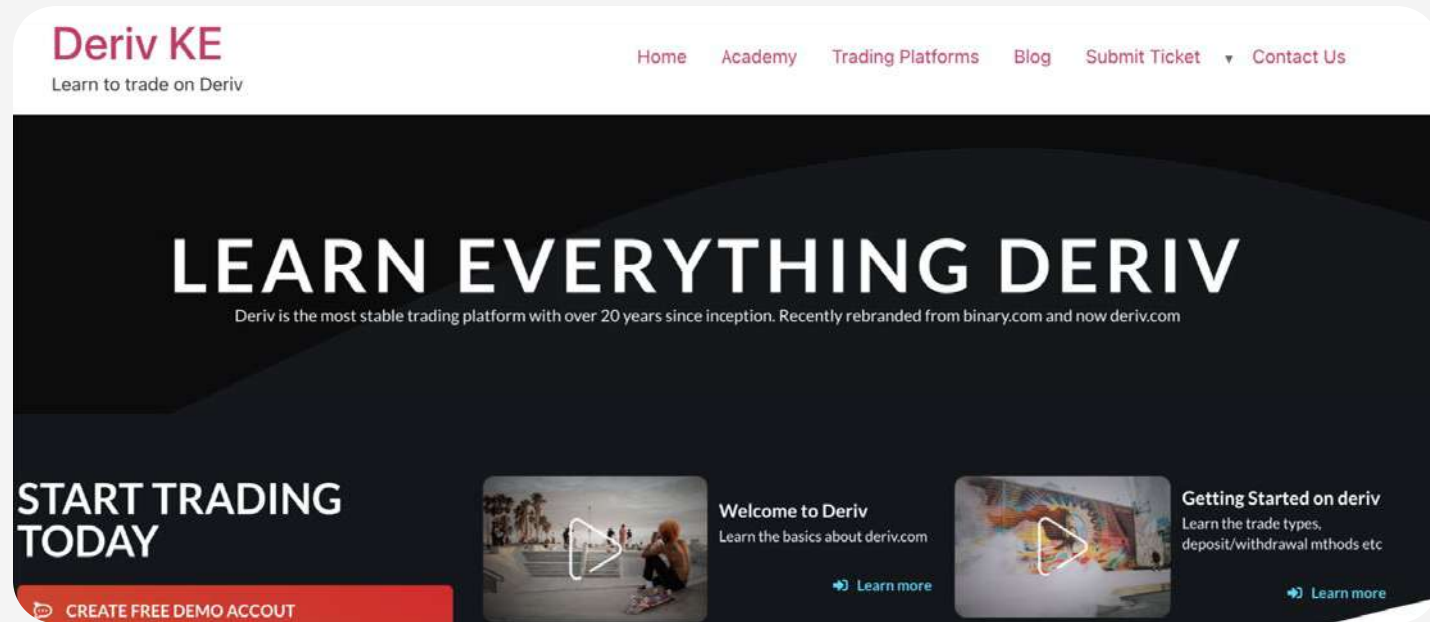 Deriv KE
Learn to trade on Deriv
Home Academy Trading Platforms Blog Submit Ticket ▾ Contact Us
LEARN EVERYTHING DERIV
Deriv is the most stable trading platform with over 20 years since inception. Recently rebranded from binary.com and now deriv.com
START TRADING
TODAY
CREATE FREE DEMO ACCOUT
Welcome to Deriv
Learn the basics about deriv.com
Learn more
Getting Started on deriv
Learn the trade types,
deposit/withdrawal mthods etc
Learn more